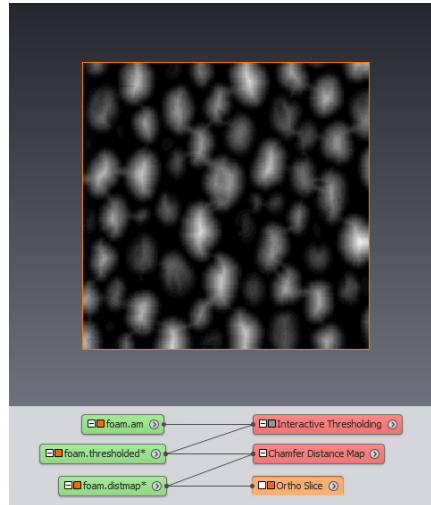 foam.am
Interactive Thresholding
foam.thresholded*
Chamfer Distance Map
foam.distmap*
Ortho Slice